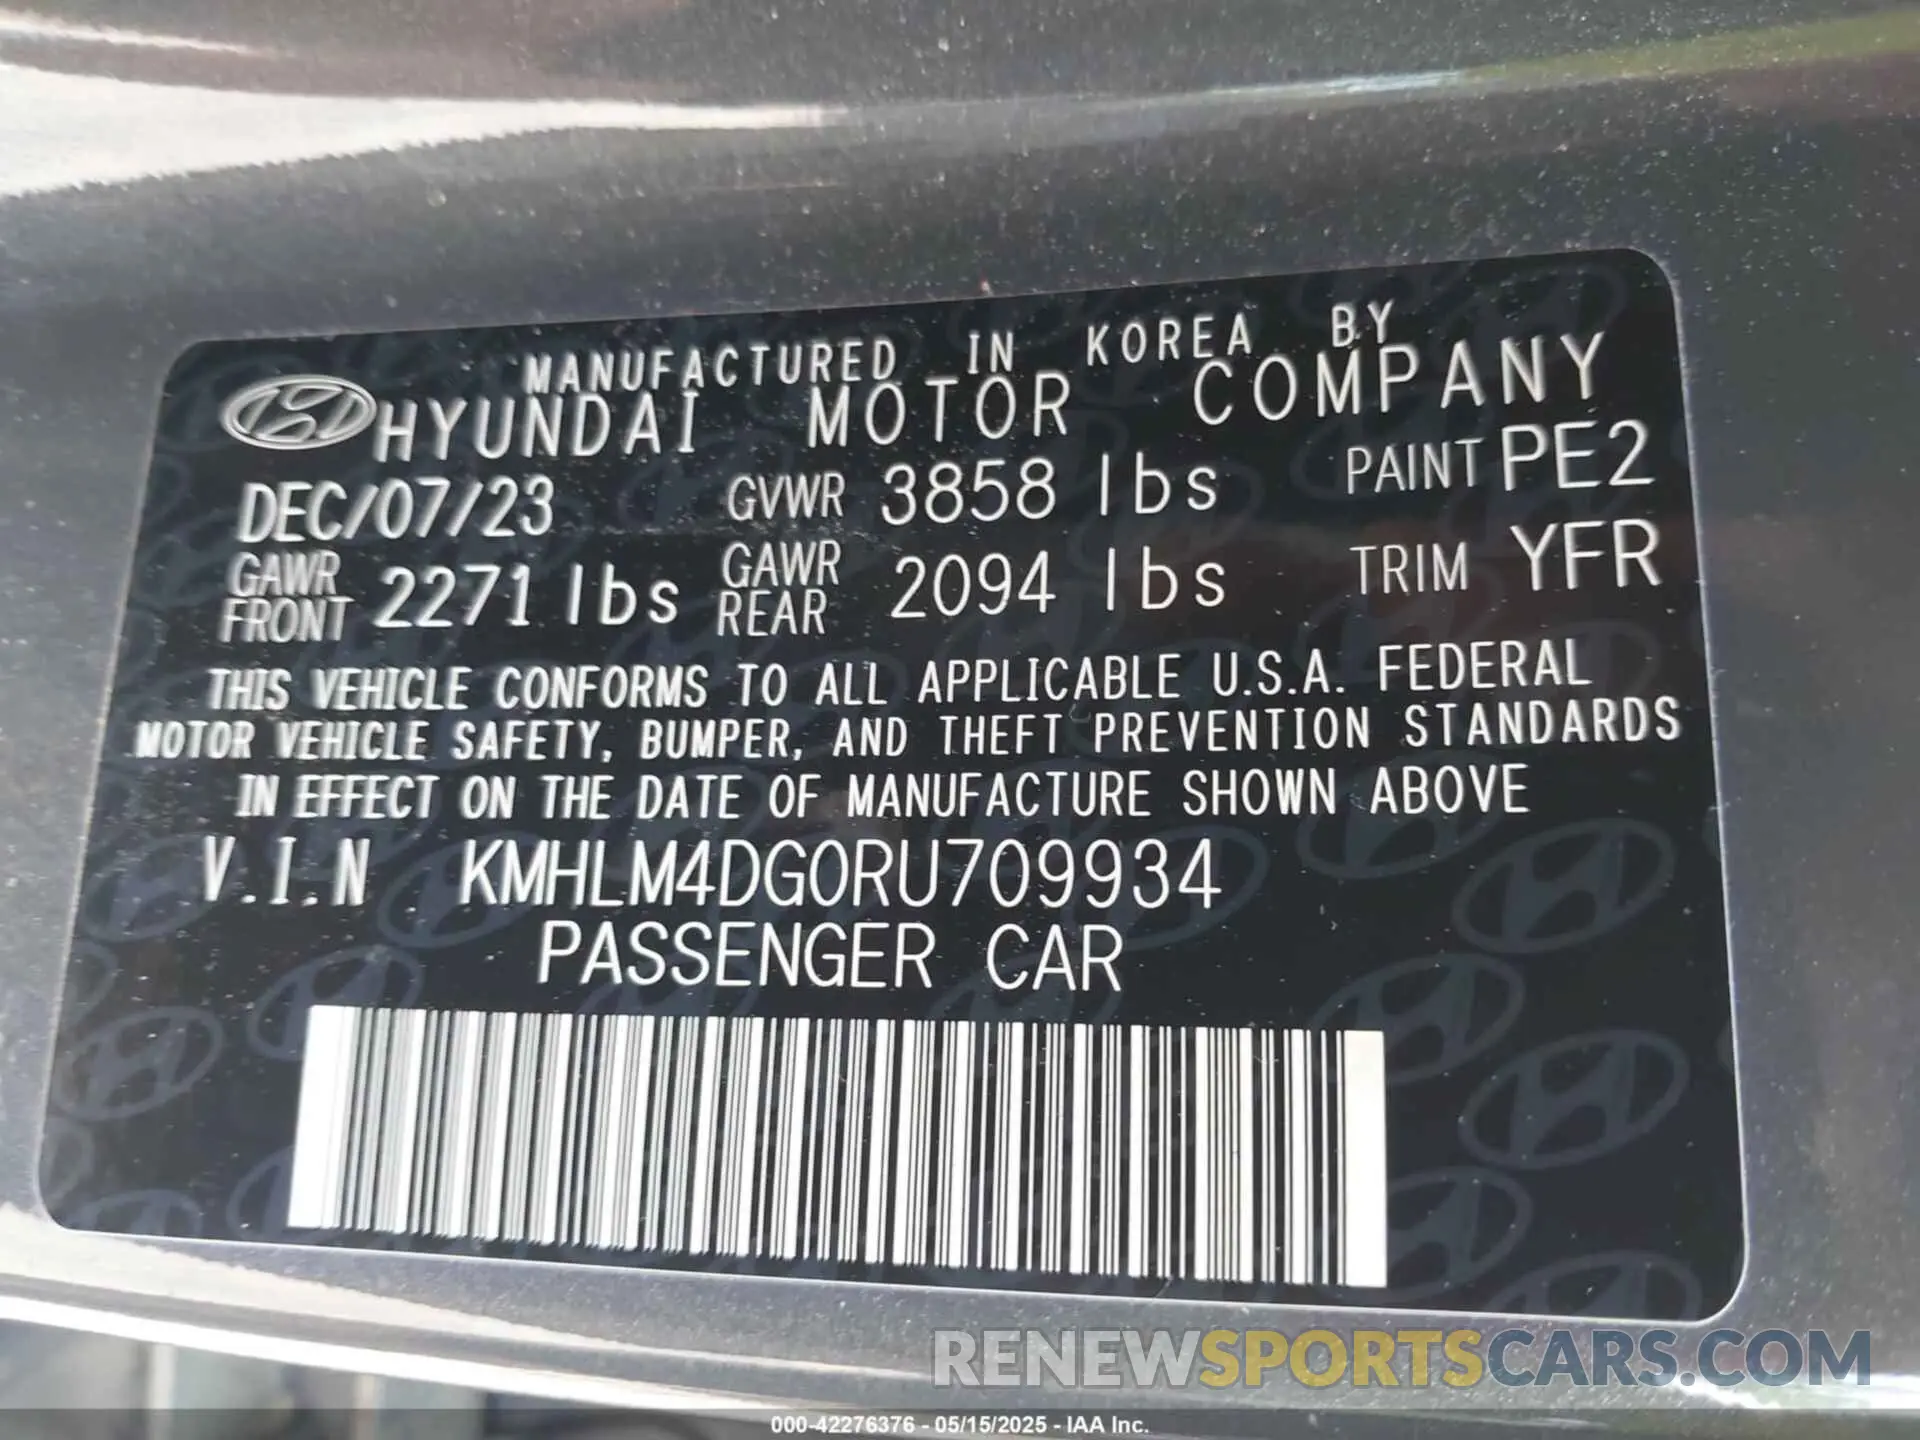 MANUFACTURED IN KOREA BY
HYUNDAI MOTOR COMPANY
DEC/07/23 GVWR 3858 lbs PAINT PE2
GAWR FRONT 2271 lbs GAWR REAR 2094 lbs TRIM YFR
THIS VEHICLE CONFORMS TO ALL APPLICABLE U.S.A. FEDERAL
MOTOR VEHICLE SAFETY, BUMPER, AND THEFT PREVENTION STANDARDS
IN EFFECT ON THE DATE OF MANUFACTURE SHOWN ABOVE
V.I.N KMHLM4DG0RU709934
PASSENGER CAR
RENEWSPORTSCARS.COM
000-42276376 - 05/15/2025 - IAA Inc.